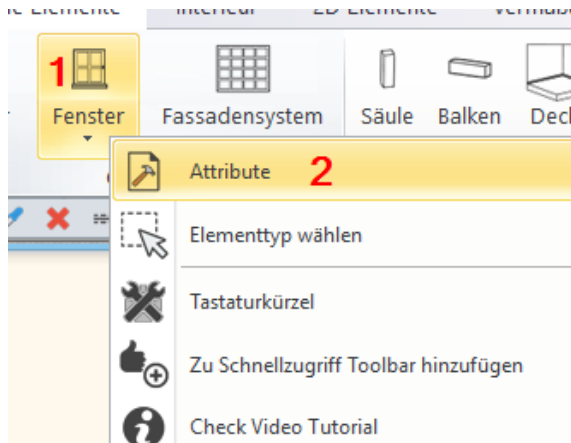 Elemente Interieur 2D Elemente
1
Fenster Fassadensystem Säule Balken
Attribute 2
Elementtyp wählen
Tastaturkürzel
Zu Schnellzugriff Toolbar hinzufügen
Check Video Tutorial